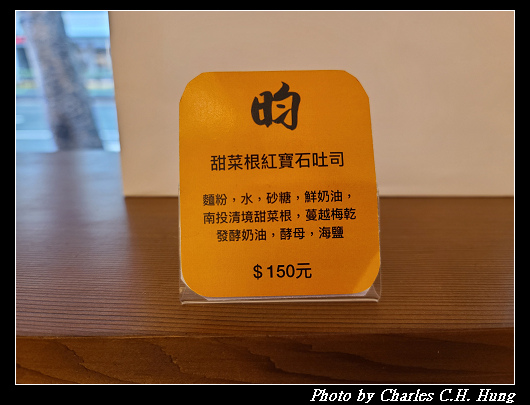 昀
甜菜根紅寶石吐司
麵粉，水，砂糖，鮮奶油，
南投清境甜菜根，蔓越梅乾
發酵奶油，酵母，海鹽
$150元
Photo by Charles C.H. Hung